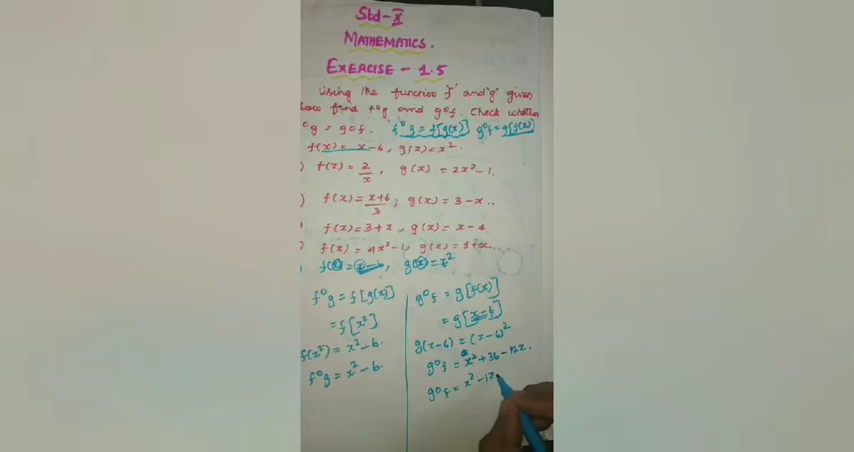 Std - X
MATHEMATICS.
EXERCISE - 1.5
Using the function 'f' and 'g' given
find f°g and g°f. Check whether
°g = g°f. f°g = f[g(x)] g°f = g[f(x)]
f(x) = x-6, g(x) = x².
) f(x) = 2/x, g(x) = 2x²-1.
) f(x) = x+6/3; g(x) = 3-x..
f(x) = 3+x, g(x) = x-4.
) f(x) = 4x²-1, g(x) = 1+x...
) f(x) = x-6, g(x) = x²
f°g = f[g(x)]
= f[x²]
f(x²) = x²-6.
f°g = x²-6.
g°f = g[f(x)]
= g[x-6]
g(x-6) = (x-6)²
g°f = x²+36-12x.
g°f = x²-12